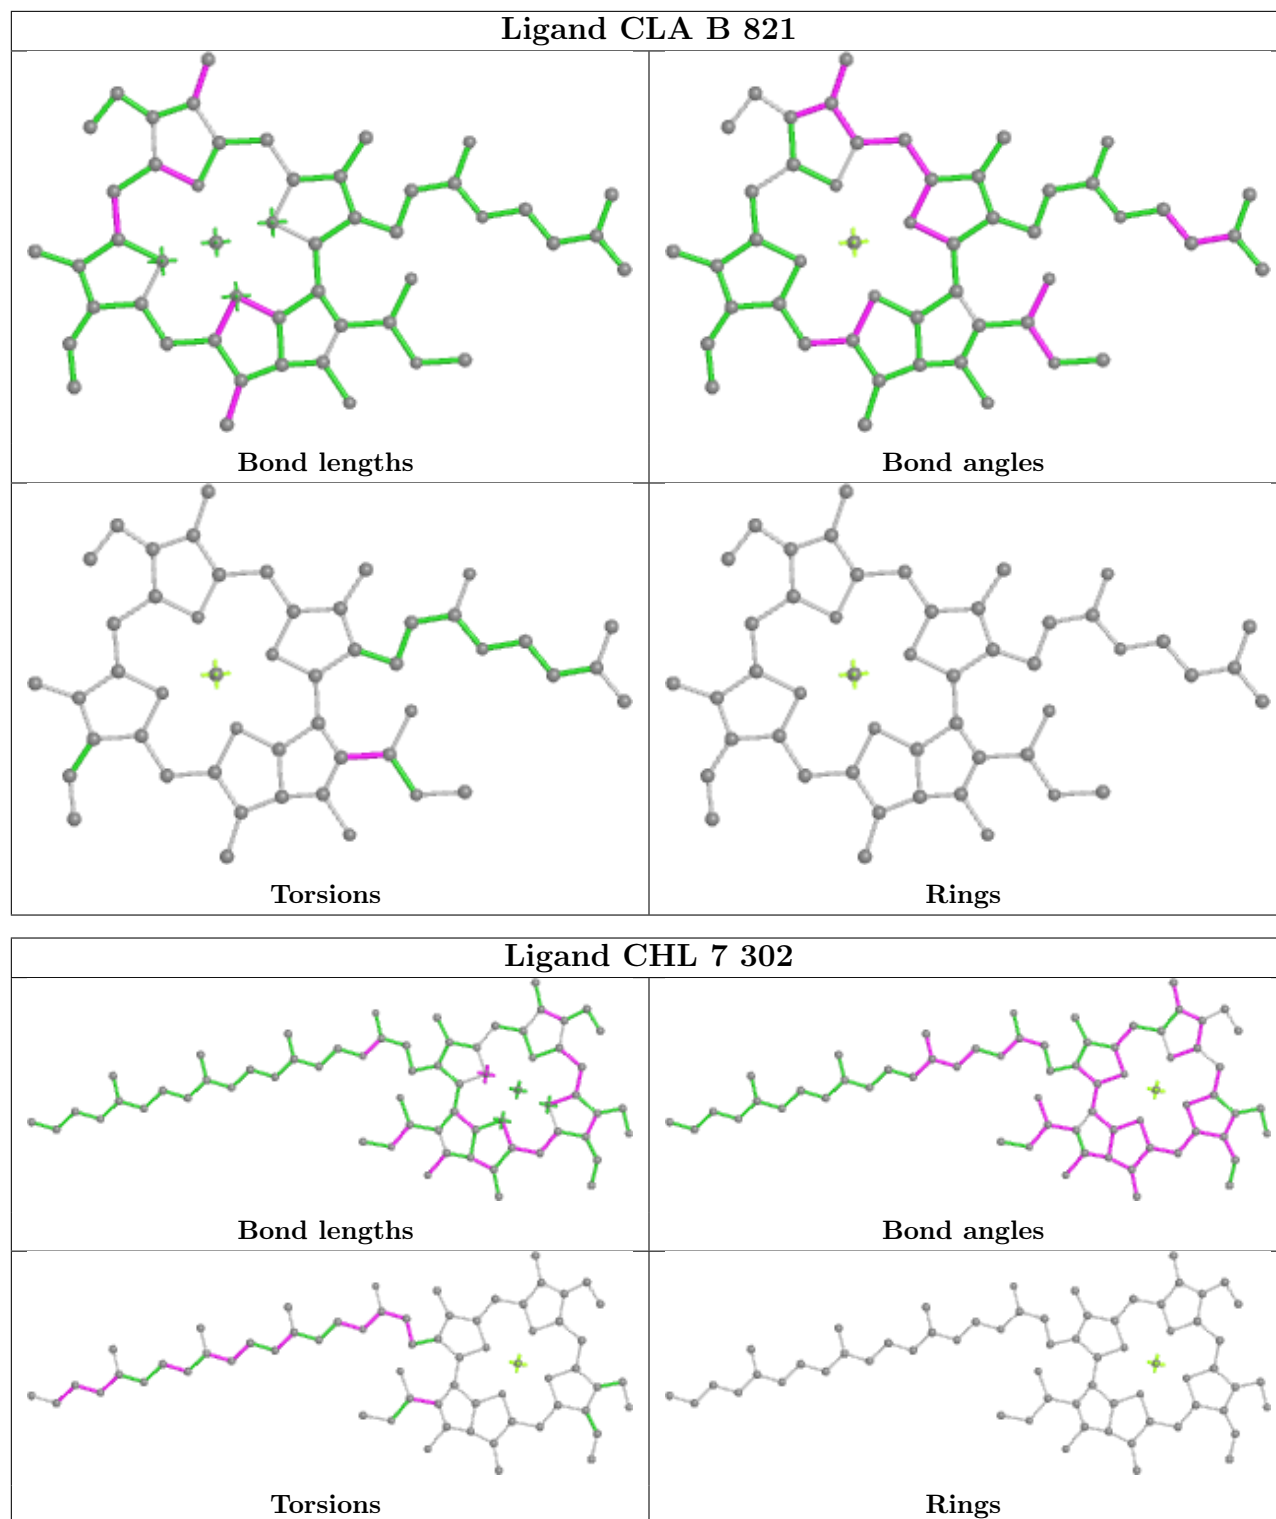 Ligand CLA B 821
Bond lengths
Bond angles
Torsions
Rings
Ligand CHL 7 302
Bond lengths
Bond angles
Torsions
Rings